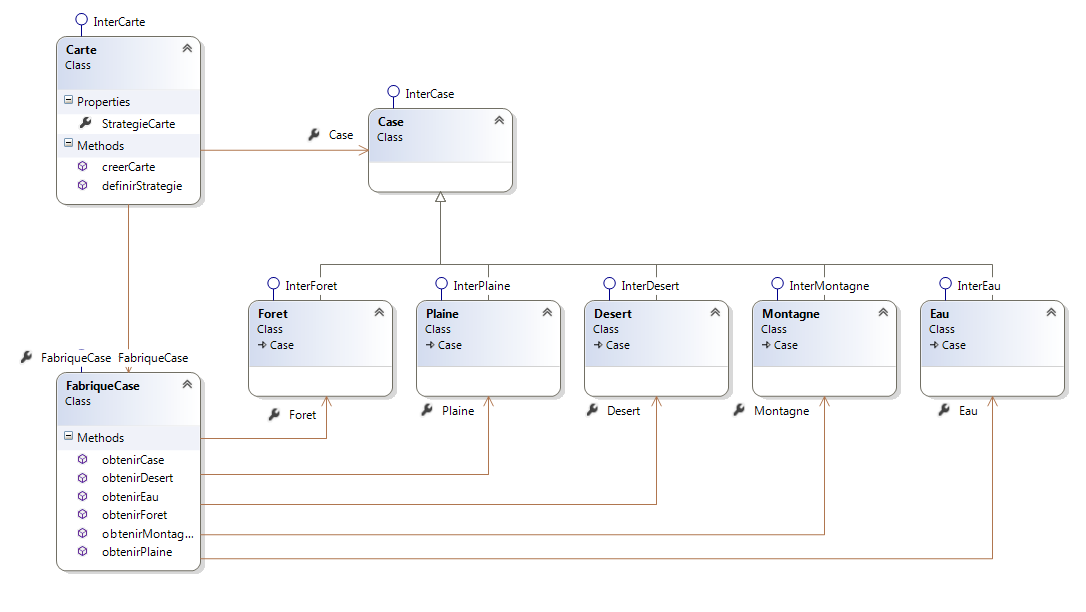 InterCarte
Carte
Class
Properties
StrategieCarte
Methods
creerCarte
definirStrategie
Case
InterCase
Case
Class
InterForet
Foret
Class
Case
InterPlaine
Plaine
Class
Case
InterDesert
Desert
Class
Case
InterMontagne
Montagne
Class
Case
InterEau
Eau
Class
Case
FabriqueCase FabriqueCase
FabriqueCase
Class
Methods
obtenirCase
obtenirDesert
obtenirEau
obtenirForet
obtenirMontag...
obtenirPlaine
Foret
Plaine
Desert
Montagne
Eau